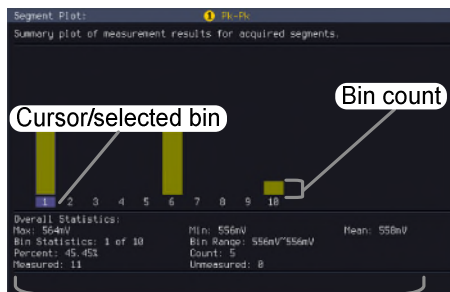 Segment Plot: 1 Pk-Pk
Summary plot of measurement results for acquired segments.
Bin count
Cursor/selected bin
1 2 3 4 5 6 7 8 9 10
Overall Statistics:
Max: 564mV Min: 556mV Mean: 558mV
Bin Statistics: 1 of 10 Bin Range: 556mV~556mV
Percent: 45.45% Count: 5
Measured: 11 Unmeasured: 0